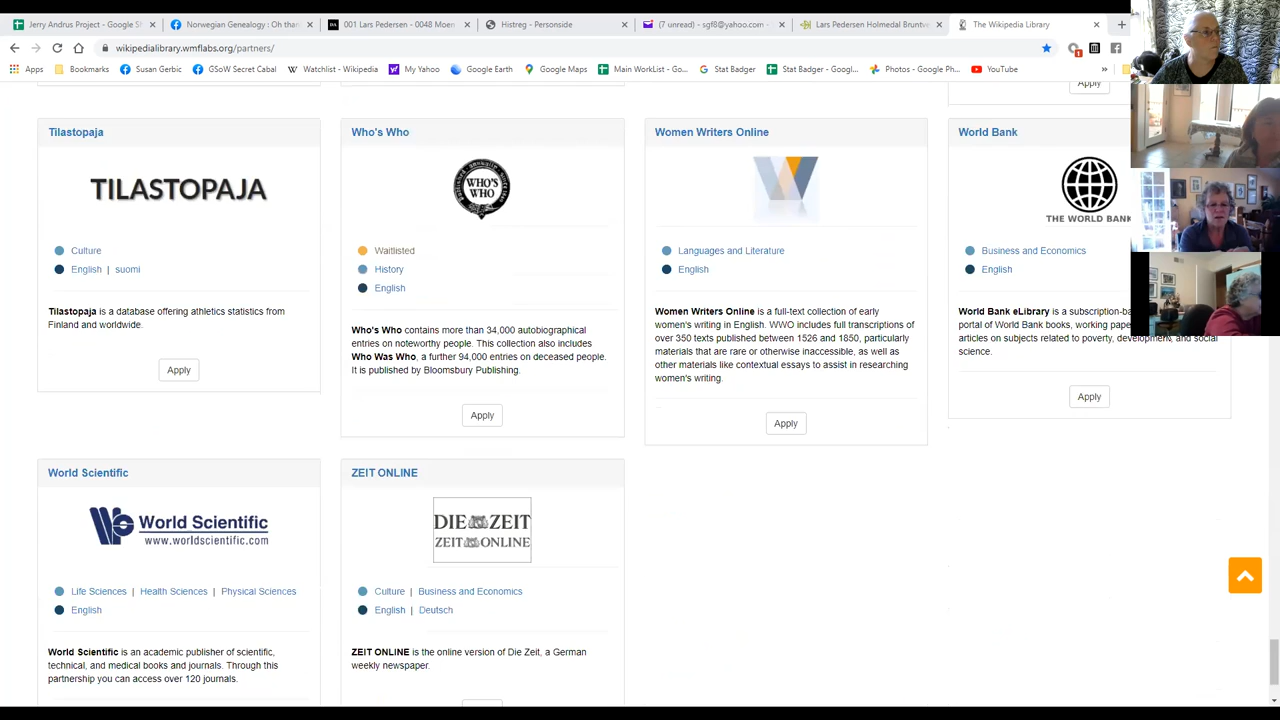 Jerry Andrus Project - Google S
Norwegian Genealogy : Oh than
001 Lars Pedersen - 0048 Moen
Histreg - Personside
(7 unread) - sgf8@yahoo.com -
Lars Pedersen Holmedal Bruntve
The Wikipedia Library
wikipedialibrary.wmflabs.org/partners/
Apps
Bookmarks
Susan Gerbic
GSoW Secret Cabal
Watchlist - Wikipedia
My Yahoo
Google Earth
Google Maps
Main WorkList - Go...
Stat Badger
Stat Badger - Googl...
Photos - Google Ph...
YouTube
Apply
Tilastopaja
TILASTOPAJA
Culture
English | suomi
Tilastopaja is a database offering athletics statistics from
Finland and worldwide.
Apply
Who's Who
WHO'S
WHO
Waitlisted
History
English
Who's Who contains more than 34,000 autobiographical
entries on noteworthy people. This collection also includes
Who Was Who, a further 94,000 entries on deceased people.
It is published by Bloomsbury Publishing.
Apply
Women Writers Online
Languages and Literature
English
Women Writers Online is a full-text collection of early
women's writing in English. WWO includes full transcriptions of
over 350 texts published between 1526 and 1850, particularly
materials that are rare or otherwise inaccessible, as well as
other materials like contextual essays to assist in researching
women's writing.
Apply
World Bank
THE WORLD BANK
Business and Economics
English
World Bank eLibrary is a subscription-ba
portal of World Bank books, working pape
articles on subjects related to poverty, development, and social
science.
Apply
World Scientific
World Scientific
www.worldscientific.com
Life Sciences | Health Sciences | Physical Sciences
English
World Scientific is an academic publisher of scientific,
technical, and medical books and journals. Through this
partnership you can access over 120 journals.
ZEIT ONLINE
DIE ZEIT
ZEIT ONLINE
Culture | Business and Economics
English | Deutsch
ZEIT ONLINE is the online version of Die Zeit, a German
weekly newspaper.